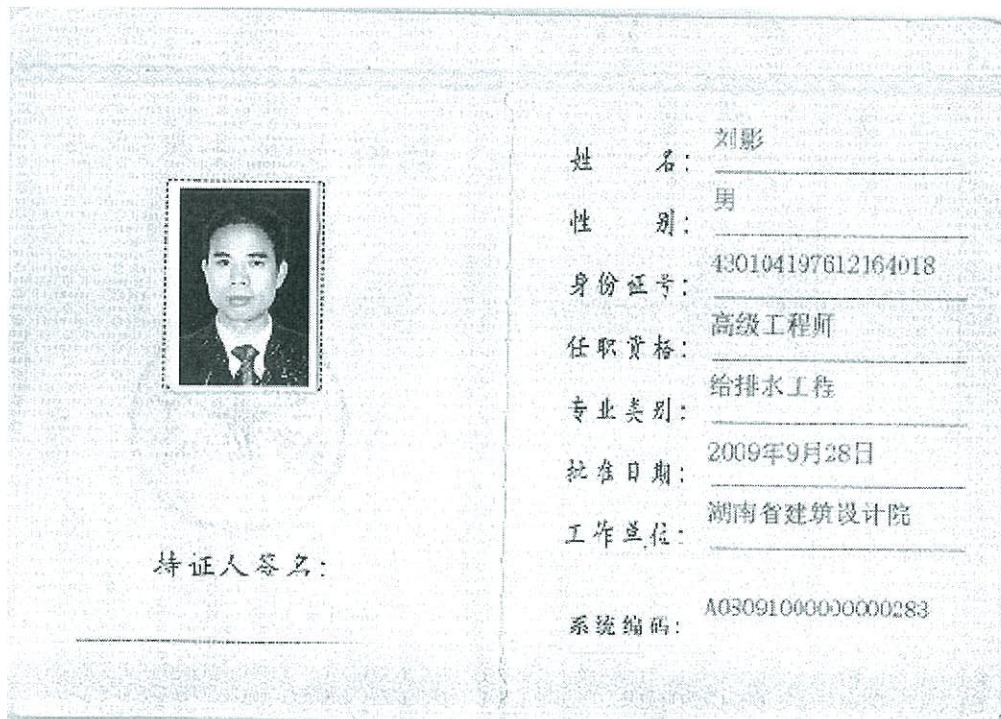 持证人签名:
姓 名: 刘影
性 别: 男
身份证号: 430104197612164018
任职资格: 高级工程师
专业类别: 给排水工程
批准日期: 2009年9月28日
工作单位: 湖南省建筑设计院
系统编码: A03091000000000283